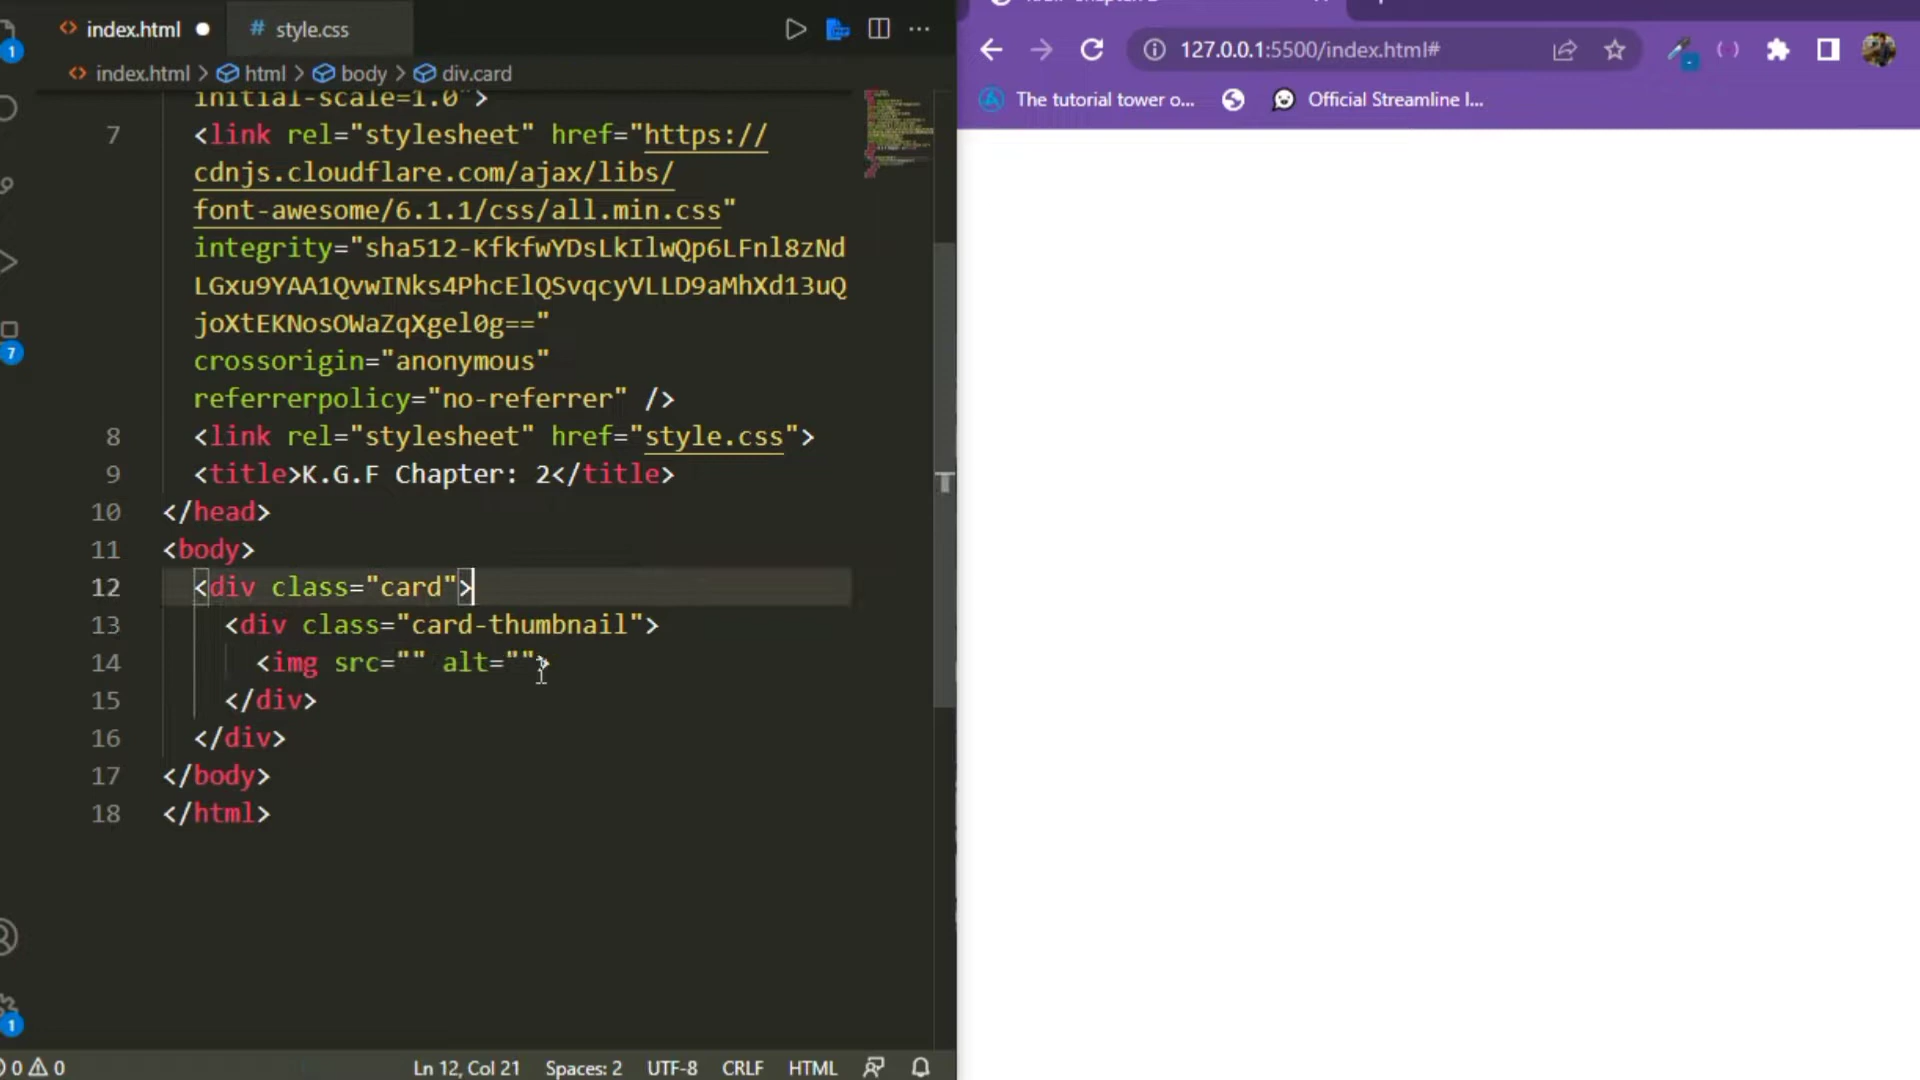 index.html
# style.css
127.0.0.1:5500/index.html#
index.html > html > body > div.card
The tutorial tower o...
Official Streamline I...
initial-scale=1.0">
7 <link rel="stylesheet" href="https://
cdnjs.cloudflare.com/ajax/libs/
font-awesome/6.1.1/css/all.min.css"
integrity="sha512-KfkfwYDsLkIlwQp6LFnl8zNd
LGxu9YAA1QvwINks4PhcElQSvqcyVLLD9aMhXd13uQ
joXtEKNosOWaZqXgel0g=="
crossorigin="anonymous"
referrerpolicy="no-referrer" />
8 <link rel="stylesheet" href="style.css">
9 <title>K.G.F Chapter: 2</title>
10 </head>
11 <body>
12 <div class="card">
13 <div class="card-thumbnail">
14 <img src="" alt="">
15 </div>
16 </div>
17 </body>
18 </html>
1
7
1
0 0
Ln 12, Col 21
Spaces: 2
UTF-8
CRLF
HTML